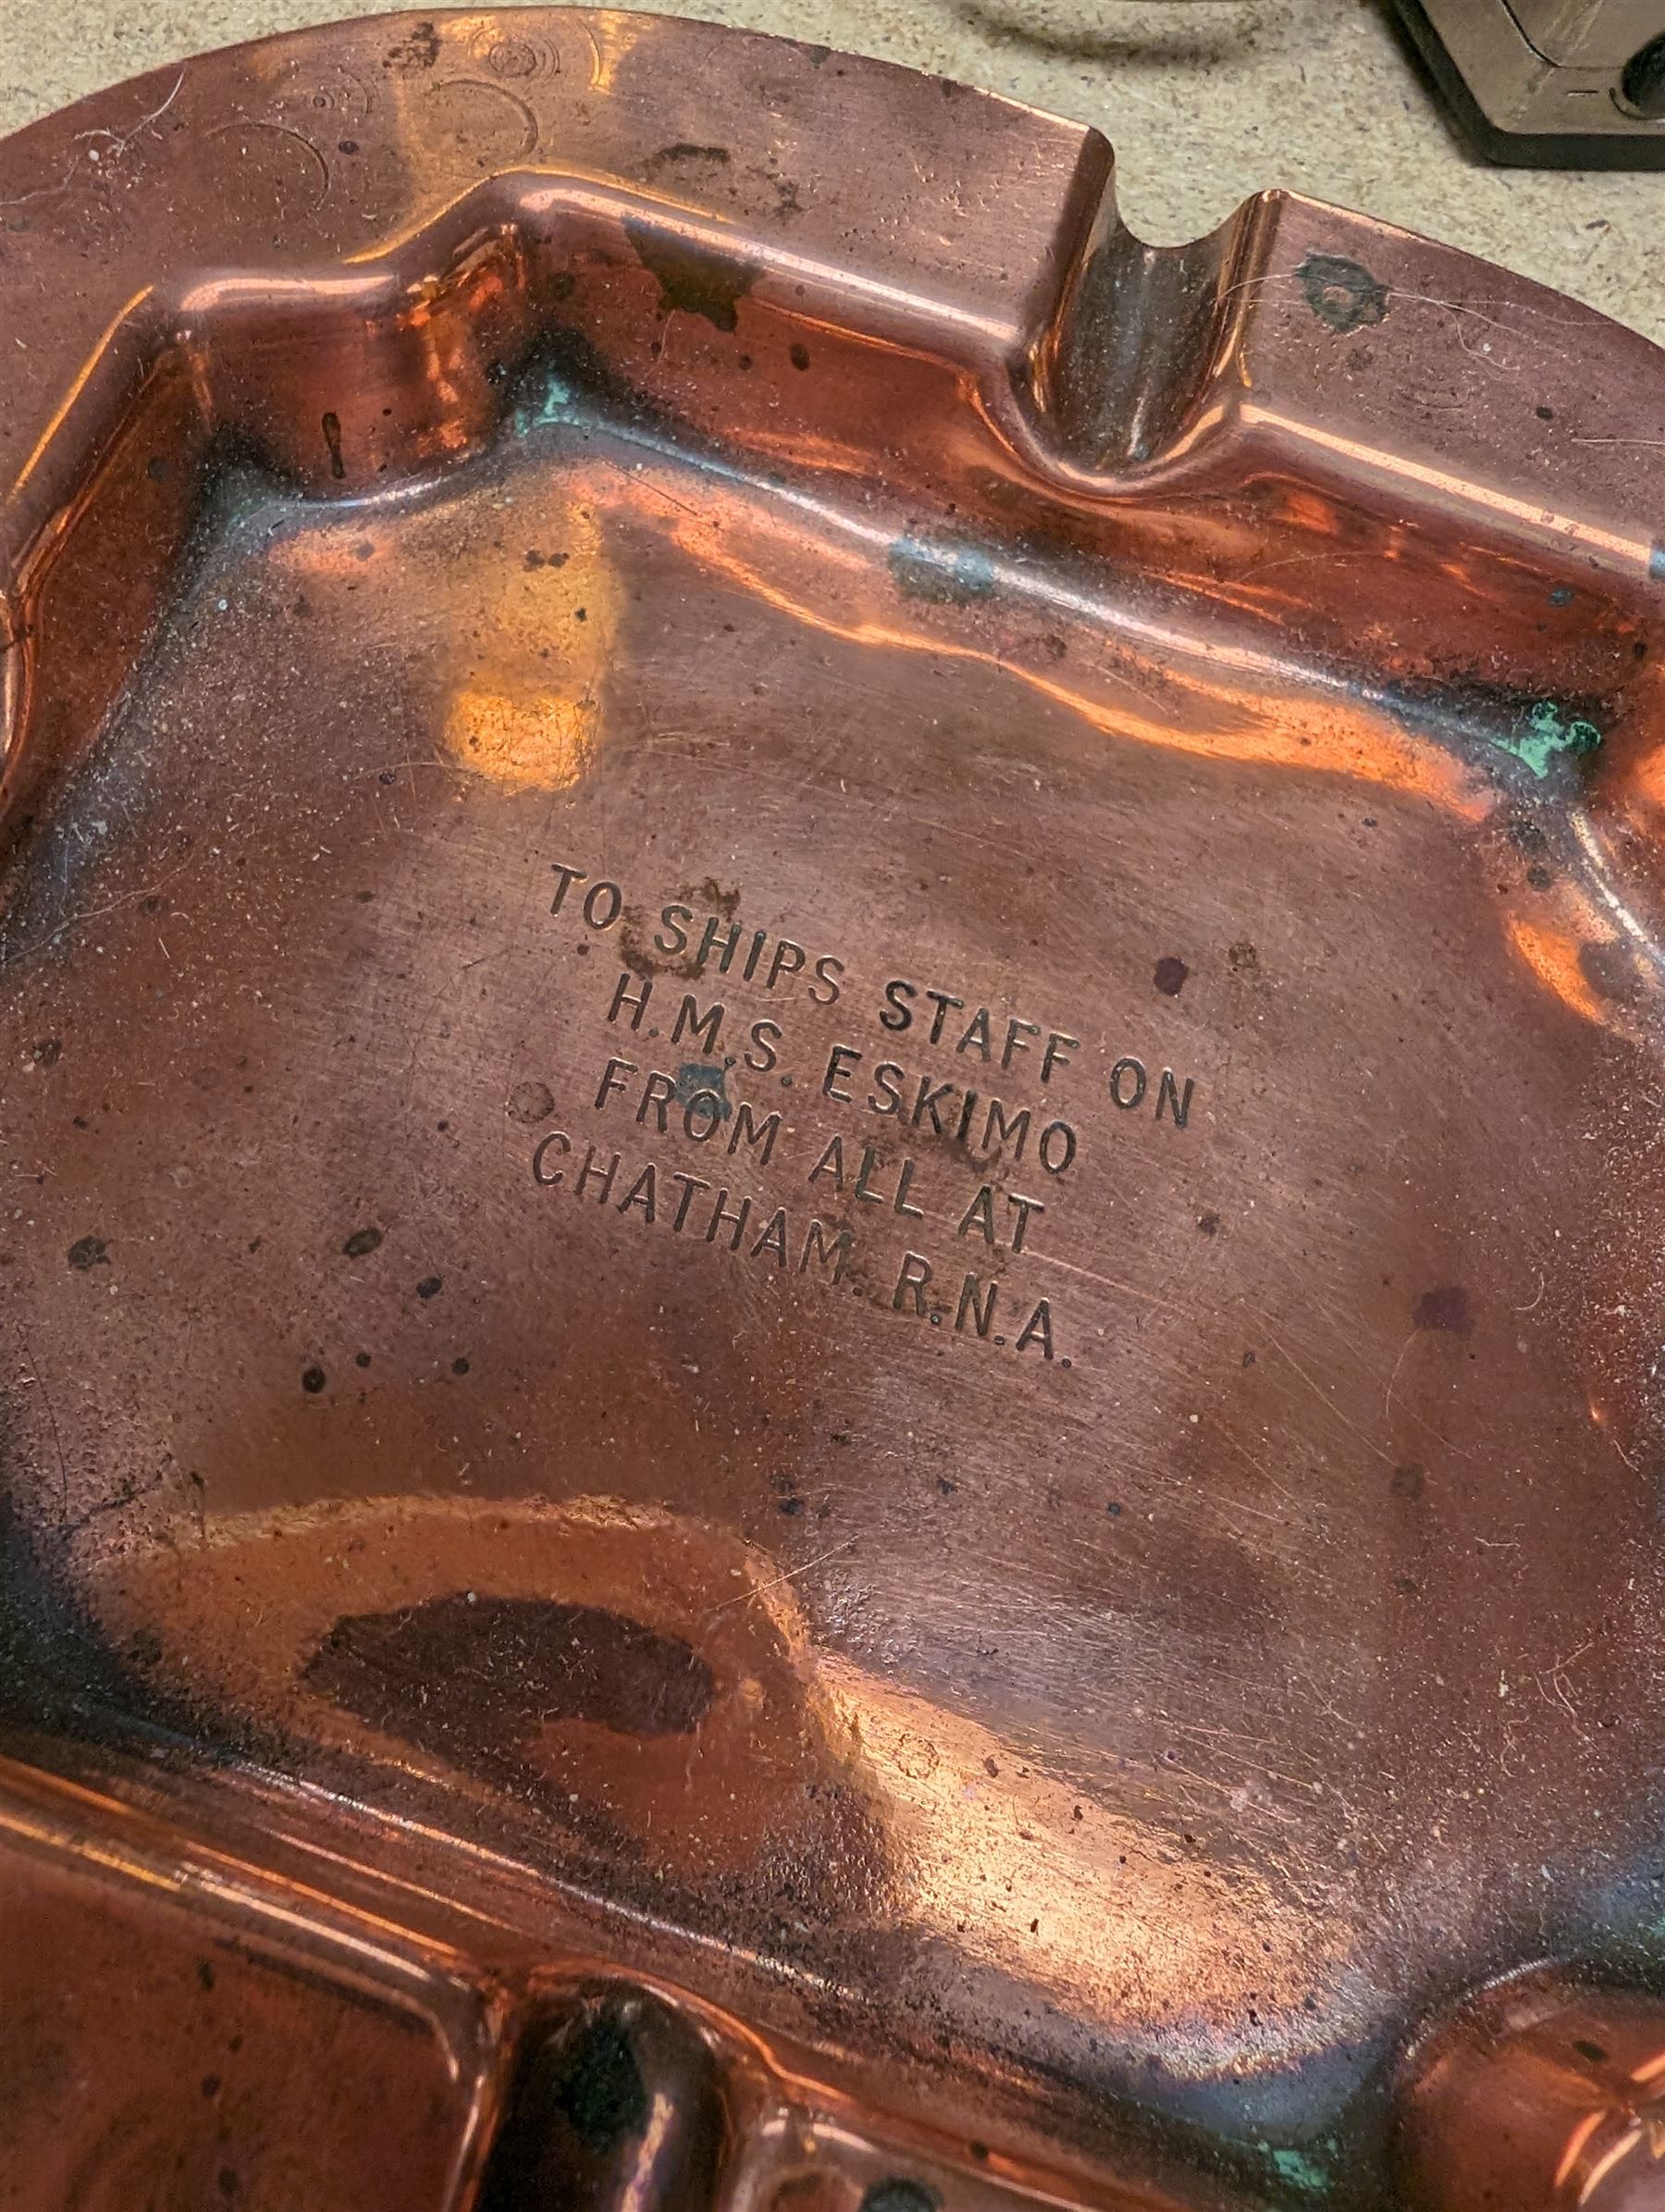 TO SHIPS STAFF ON
H.M.S. ESKIMO
FROM ALL AT
CHATHAM. R.N.A.